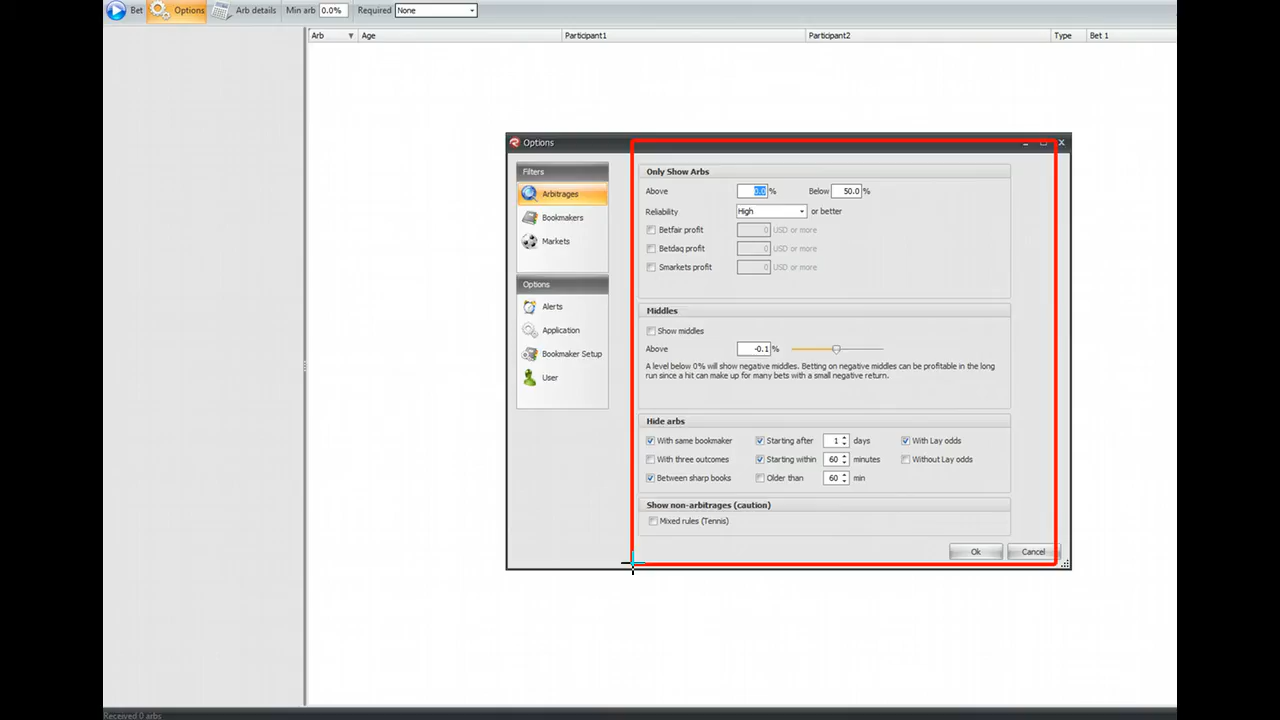 Bet Options Arb details Min arb 0.0% Required None
Arb Age Participant1 Participant2 Type Bet 1
Options
Filters
Arbitrages
Bookmakers
Markets
Options
Alerts
Application
Bookmaker Setup
User
Only Show Arbs
Above 0.0 % Below 50.0 %
Reliability High or better
Betfair profit 0 USD or more
Betdaq profit 0 USD or more
Smarkets profit 0 USD or more
Middles
Show middles
Above -0.1 %
A level below 0% will show negative middles. Betting on negative middles can be profitable in the long
run since a hit can make up for many bets with a small negative return.
Hide arbs
With same bookmaker Starting after 1 days With Lay odds
With three outcomes Starting within 60 minutes Without Lay odds
Between sharp books Older than 60 min
Show non-arbitrages (caution)
Mixed rules (Tennis)
Ok Cancel
Received 0 arbs